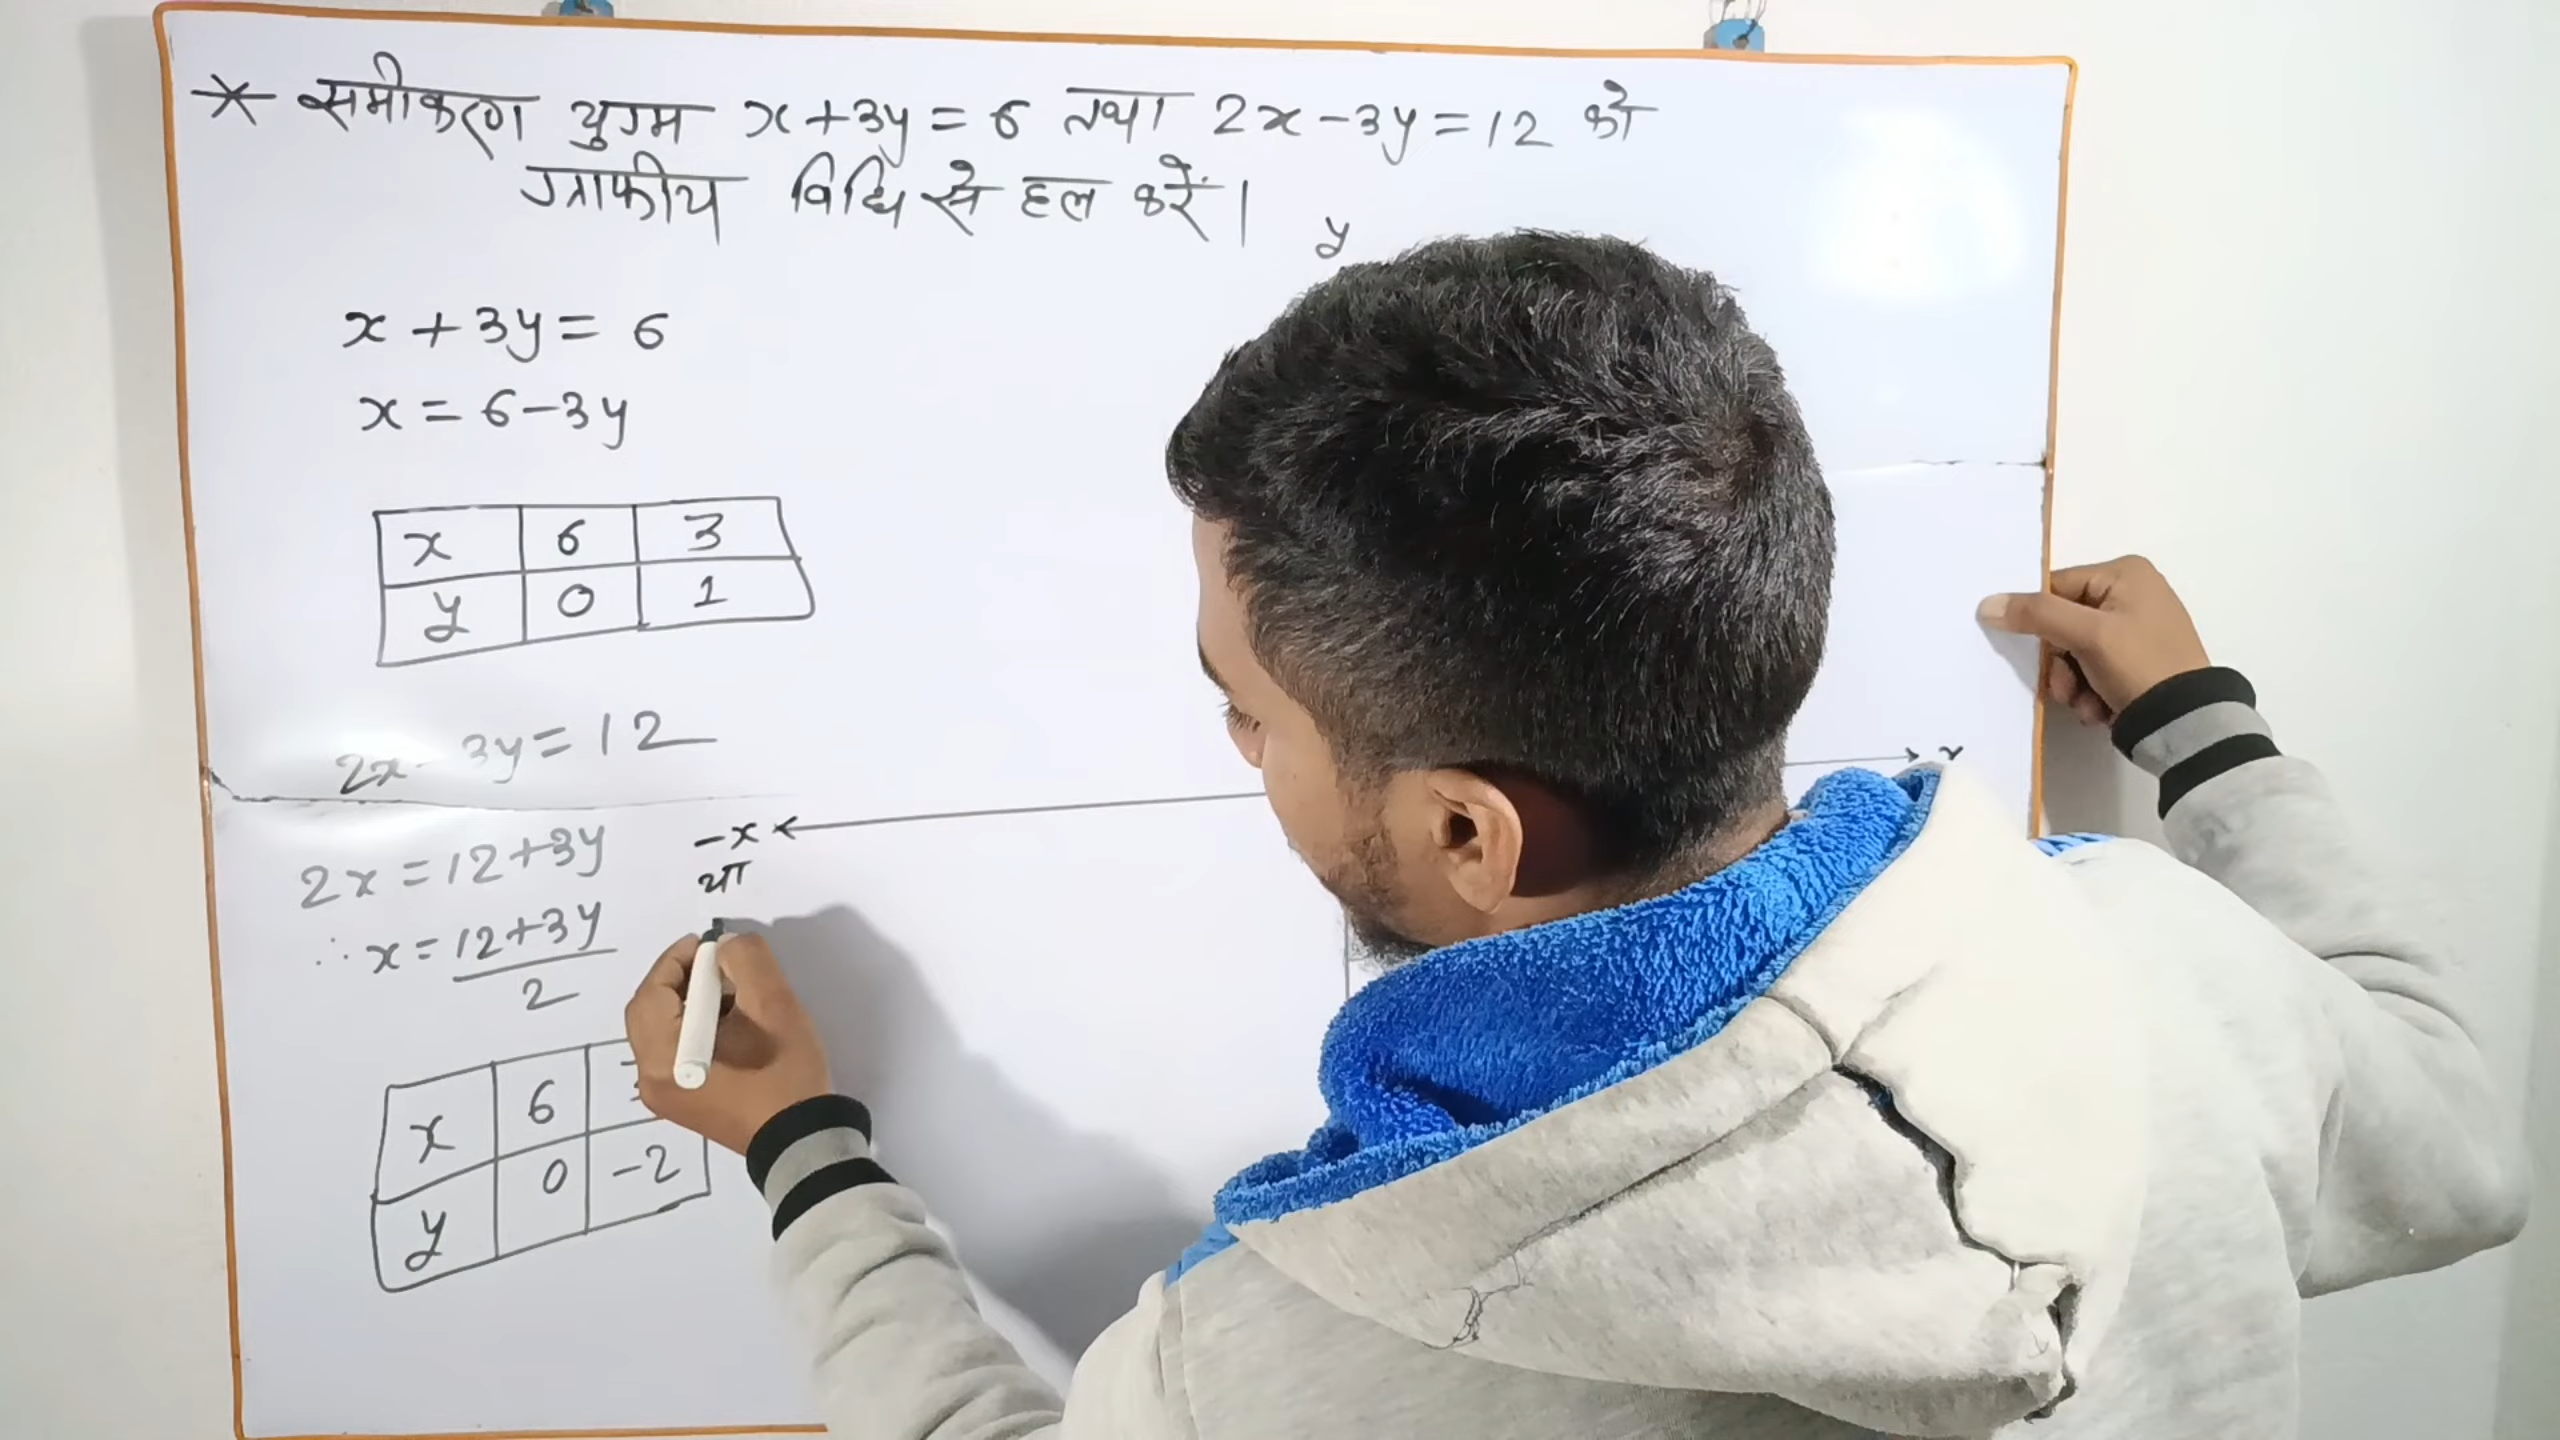 * समीकरण युग्म x+3y=6 तथा 2x-3y=12 को
ग्राफीय विधि से हल करें।
x + 3y = 6
x = 6-3y
x 6 3
y 0 1
2x-3y=12
2x = 12+3y
∴ x = 12+3y
2
x 6
y 0 -2
y
-x
या